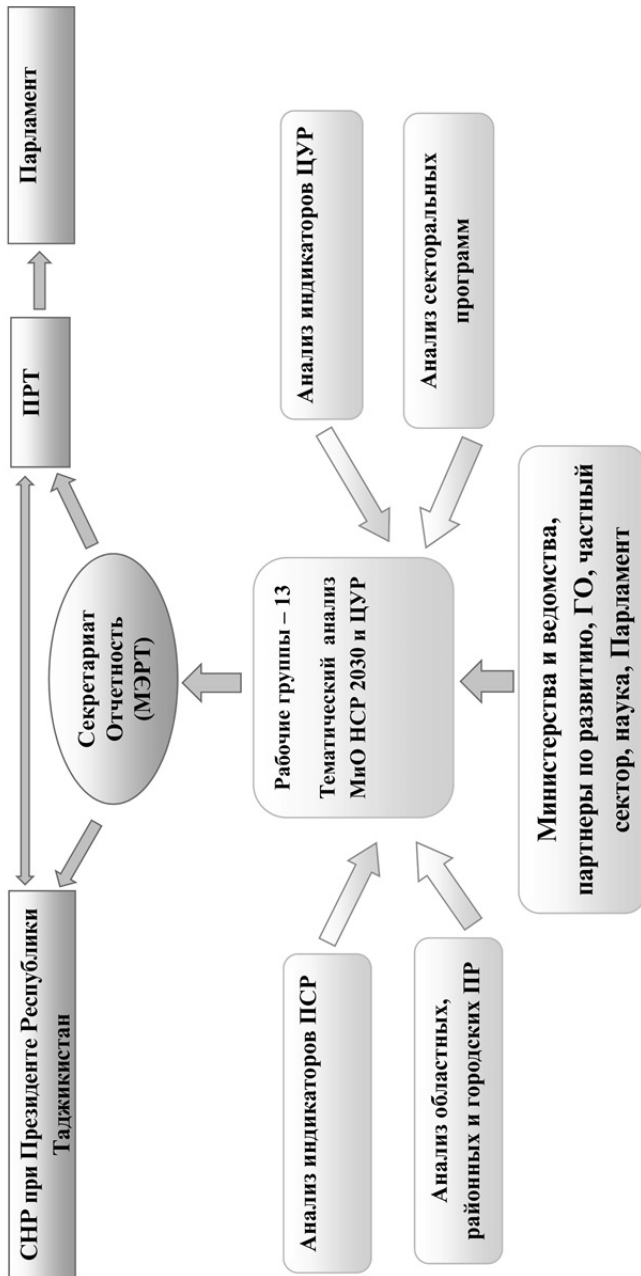 СНР при Президенте Республики
Таджикистан
ПРТ
Парламент
Секретариат
Отчетность
(МЭРТ)
Анализ индикаторов ПСР
Рабочие группы – 13
Тематический анализ
МиО НСР 2030 и ЦУР
Анализ индикаторов ЦУР
Анализ областных,
районных и городских ПР
Анализ секторальных
программ
Министерства и ведомства,
партнеры по развитию, ГО, частный
сектор, наука, Парламент